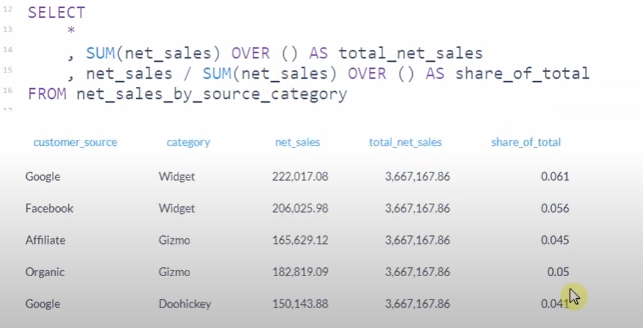 12 SELECT
13 *
14 , SUM(net_sales) OVER () AS total_net_sales
15 , net_sales / SUM(net_sales) OVER () AS share_of_total
16 FROM net_sales_by_source_category
17
customer_source category net_sales total_net_sales share_of_total
Google Widget 222,017.08 3,667,167.86 0.061
Facebook Widget 206,025.98 3,667,167.86 0.056
Affiliate Gizmo 165,629.12 3,667,167.86 0.045
Organic Gizmo 182,819.09 3,667,167.86 0.05
Google Doohickey 150,143.88 3,667,167.86 0.041